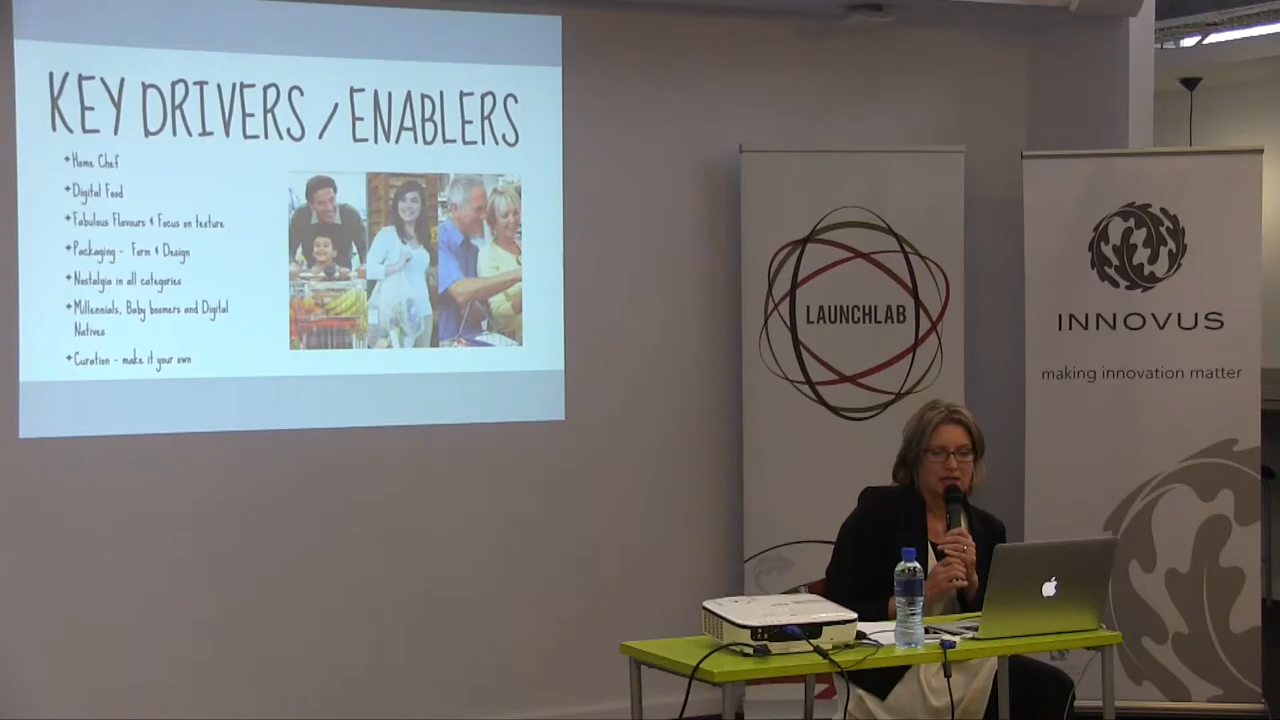 KEY DRIVERS / ENABLERS
Home Chef
Digital Food
Fabulous Flavours & Focus on texture
Packaging - Form & Design
Nostalgia in all categories
Millennials, Baby boomers and Digital
Natives
Curation - make it your own
LAUNCHLAB
INNOVUS
making innovation matter